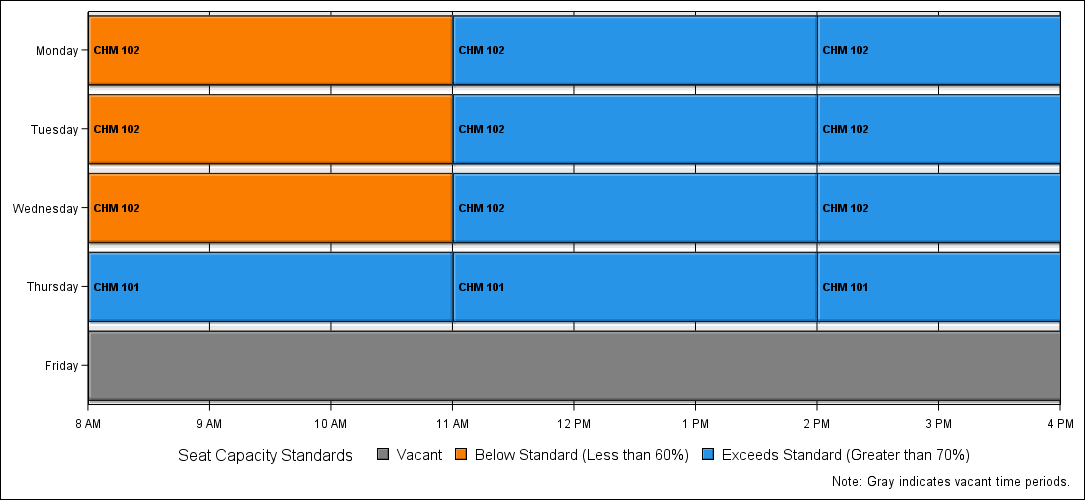 Monday CHM 102 CHM 102 CHM 102
Tuesday CHM 102 CHM 102 CHM 102
Wednesday CHM 102 CHM 102 CHM 102
Thursday CHM 101 CHM 101 CHM 101
Friday
8 AM 9 AM 10 AM 11 AM 12 PM 1 PM 2 PM 3 PM 4 PM
Seat Capacity Standards Vacant Below Standard (Less than 60%) Exceeds Standard (Greater than 70%)
Note: Gray indicates vacant time periods.